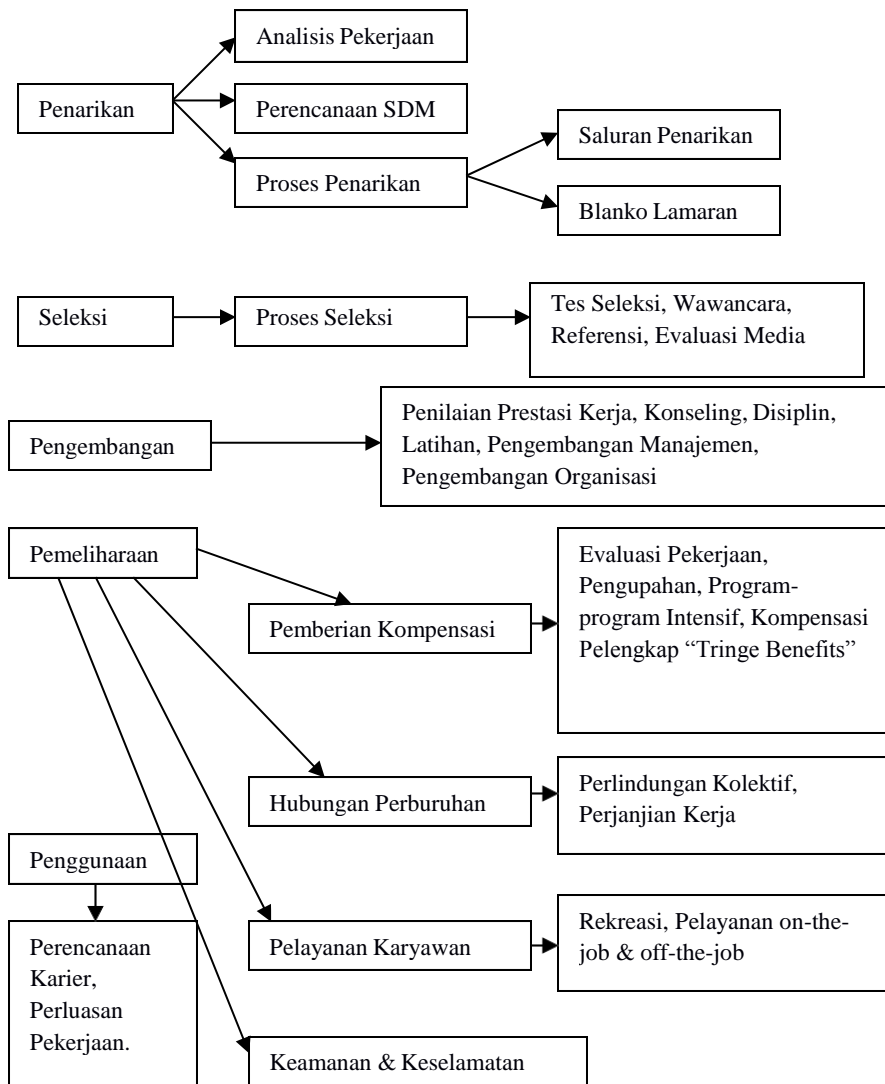 Analisis Pekerjaan
Penarikan
Perencanaan SDM
Saluran Penarikan
Proses Penarikan
Blanko Lamaran
Seleksi
Proses Seleksi
Tes Seleksi, Wawancara,
Referensi, Evaluasi Media
Pengembangan
Penilaian Prestasi Kerja, Konseling, Disiplin,
Latihan, Pengembangan Manajemen,
Pengembangan Organisasi
Pemeliharaan
Pemberian Kompensasi
Evaluasi Pekerjaan,
Pengupahan, Program-
program Intensif, Kompensasi
Pelengkap “Tringe Benefits”
Hubungan Perburuhan
Perlindungan Kolektif,
Perjanjian Kerja
Penggunaan
Perencanaan
Karier,
Perluasan
Pekerjaan.
Pelayanan Karyawan
Rekreasi, Pelayanan on-the-
job & off-the-job
Keamanan & Keselamatan